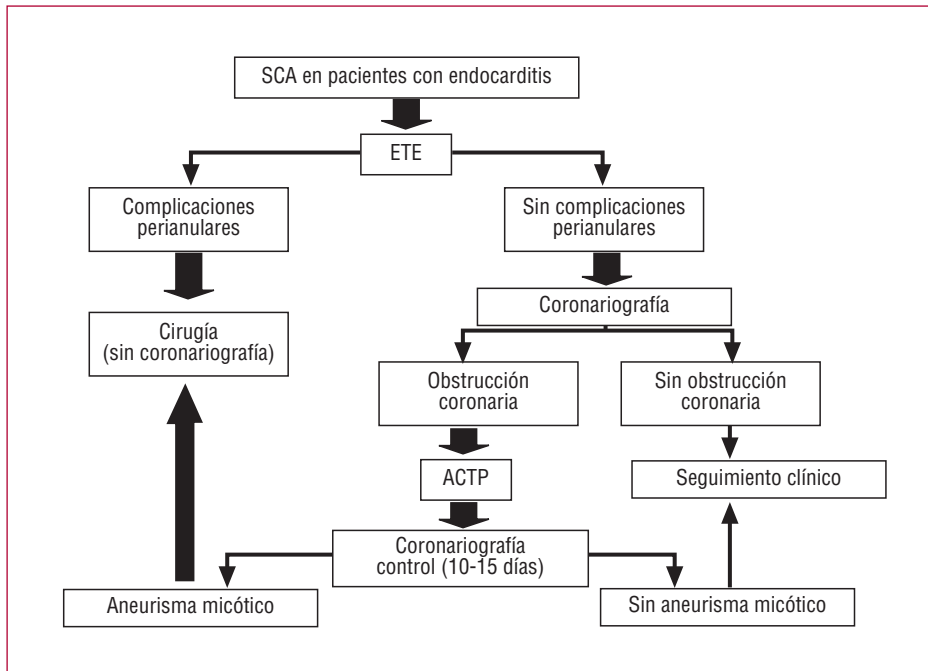 SCA en pacientes con endocarditis
ETE
Complicaciones
perianulares
Sin complicaciones
perianulares
Cirugía
(sin coronariografía)
Coronariografía
Obstrucción
coronaria
Sin obstrucción
coronaria
ACTP
Seguimiento clínico
Coronariografía
control (10-15 días)
Aneurisma micótico
Sin aneurisma micótico